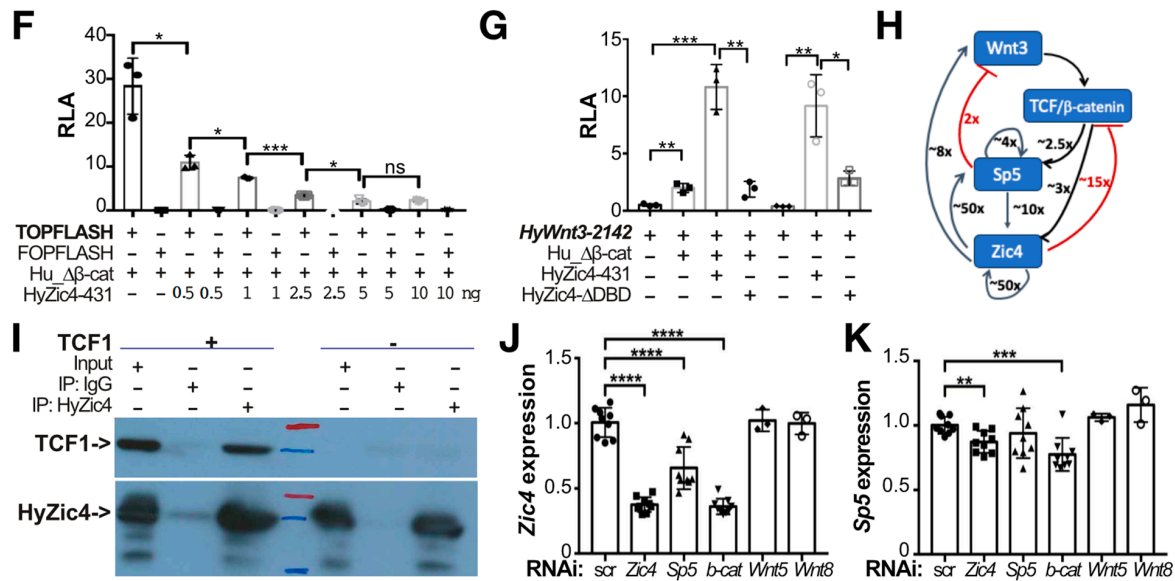 F
G
H
*
*
***
*
ns
RLA
40
30
20
10
0
TOPFLASH + − + − + − + − + − + −
FOPFLASH − + − + − + − + − + − +
Hu_Δβ-cat + + + + + + + + + + + +
HyZic4-431 − − 0.5 0.5 1 1 2.5 2.5 5 5 10 10 ng
***
**
**
**
*
RLA
15
10
5
0
HyWnt3-2142 + + + + + + +
Hu_Δβ-cat − + + + − − −
HyZic4-431 − − + − − + −
HyZic4-ΔDBD − − − + − − +
Wnt3
TCF/β-catenin
2x
~4x
~2.5x
~8x
Sp5
~3x
~15x
~50x
~10x
Zic4
~50x
I
TCF1 + -
Input + − − + − −
IP: IgG − + − − + −
IP: HyZic4 − − + − − +
TCF1->
HyZic4->
J
****
****
****
Zic4 expression
1.5
1.0
0.5
0
RNAi: scr Zic4 Sp5 b-cat Wnt5 Wnt8
K
***
**
Sp5 expression
1.5
1.0
0.5
0
RNAi: scr Zic4 Sp5 b-cat Wnt5 Wnt8